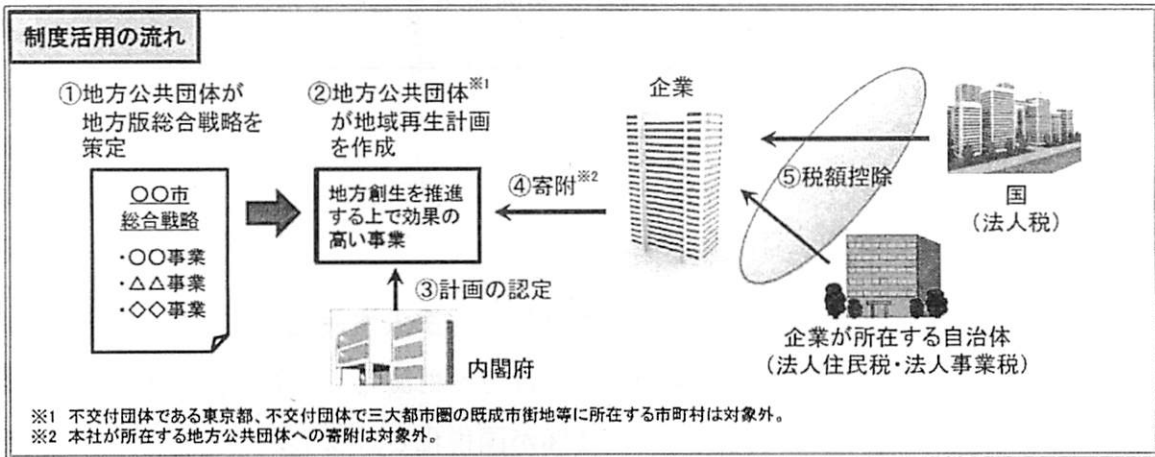 制度活用の流れ
①地方公共団体が
地方版総合戦略を
策定
〇〇市
総合戦略
・〇〇事業
・△△事業
・◇◇事業
②地方公共団体※1
が地域再生計画
を作成
地方創生を推進
する上で効果の
高い事業
③計画の認定
内閣府
④寄附※2
企業
⑤税額控除
国
(法人税)
企業が所在する自治体
(法人住民税・法人事業税)
※1 不交付団体である東京都、不交付団体で三大都市圏の既成市街地等に所在する市町村は対象外。
※2 本社が所在する地方公共団体への寄附は対象外。